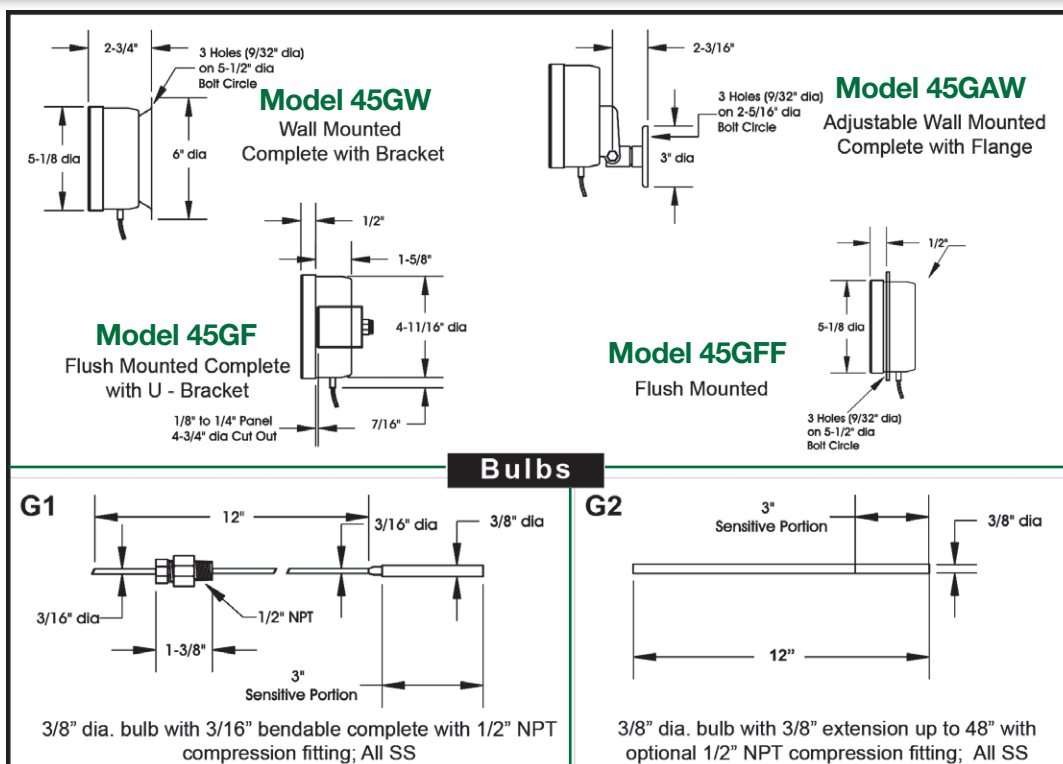 2-3/4"
3 Holes (9/32" dia)
on 5-1/2" dia
Bolt Circle
Model 45GW
Wall Mounted
Complete with Bracket
5-1/8 dia
6" dia
2-3/16"
3 Holes (9/32" dia)
on 2-5/16" dia
Bolt Circle
Model 45GAW
Adjustable Wall Mounted
Complete with Flange
3" dia
1/2"
1-5/8"
Model 45GF
Flush Mounted Complete
with U - Bracket
4-11/16" dia
1/8" to 1/4" Panel
4-3/4" dia Cut Out
7/16"
1/2"
Model 45GFF
Flush Mounted
5-1/8 dia
3 Holes (9/32" dia)
on 5-1/2" dia
Bolt Circle
Bulbs
G1
12"
3/16" dia
3/8" dia
3/16" dia
1/2" NPT
1-3/8"
3"
Sensitive Portion
3/8” dia. bulb with 3/16” bendable complete with 1/2” NPT
compression fitting; All SS
G2
3"
Sensitive Portion
3/8" dia
12”
3/8” dia. bulb with 3/8” extension up to 48” with
optional 1/2” NPT compression fitting; All SS